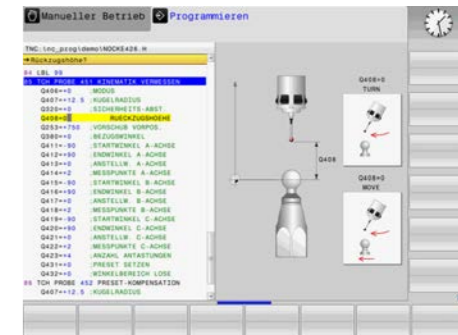 Manueller Betrieb
Programmieren
TNC:\nc_prog\demo\NOCKE426.H
Rückzugshöhe?
84 LBL 99
85 TCH PROBE 451 KINEMATIK VERMESSEN
Q406=+0 ;MODUS
Q407=+12.5 ;KUGELRADIUS
Q320=+0 ;SICHERHEITS-ABST.
Q408=0 RUECKZUGSHOEHE
Q253=+750 ;VORSCHUB VORPOS.
Q380=+0 ;BEZUGSWINKEL
Q411=-90 ;STARTWINKEL A-ACHSE
Q412=+90 ;ENDWINKEL A-ACHSE
Q413=+0 ;ANSTELLW. A-ACHSE
Q414=+2 ;MESSPUNKTE A-ACHSE
Q415=-90 ;STARTWINKEL B-ACHSE
Q416=+90 ;ENDWINKEL B-ACHSE
Q417=+0 ;ANSTELLW. B-ACHSE
Q418=+2 ;MESSPUNKTE B-ACHSE
Q419=-90 ;STARTWINKEL C-ACHSE
Q420=+90 ;ENDWINKEL C-ACHSE
Q421=+0 ;ANSTELLW. C-ACHSE
Q422=+2 ;MESSPUNKTE C-ACHSE
Q423=+4 ;ANZAHL ANTASTUNGEN
Q431=+0 ;PRESET SETZEN
Q432=+0 ;WINKELBEREICH LOSE
86 TCH PROBE 452 PRESET-KOMPENSATION
Q407=+12.5 ;KUGELRADIUS
Q408
Q408=0
TURN
Q408>0
MOVE